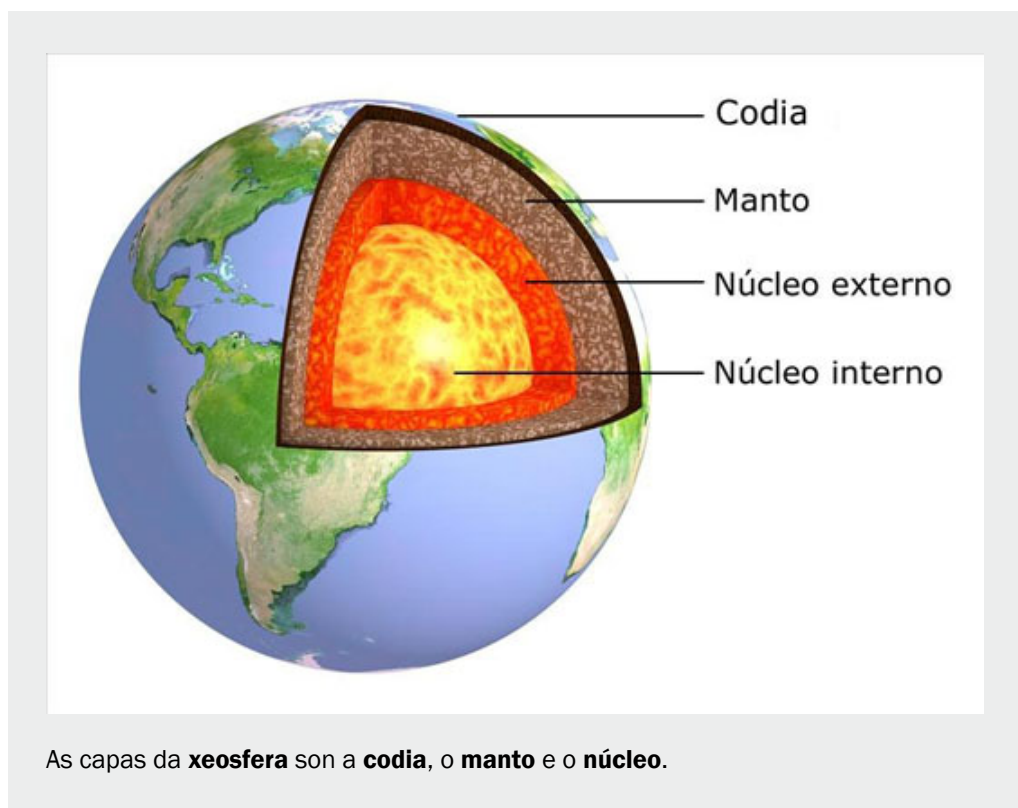 Codia
Manto
Núcleo externo
Núcleo interno
As capas da xeosfera son a codia, o manto e o núcleo.